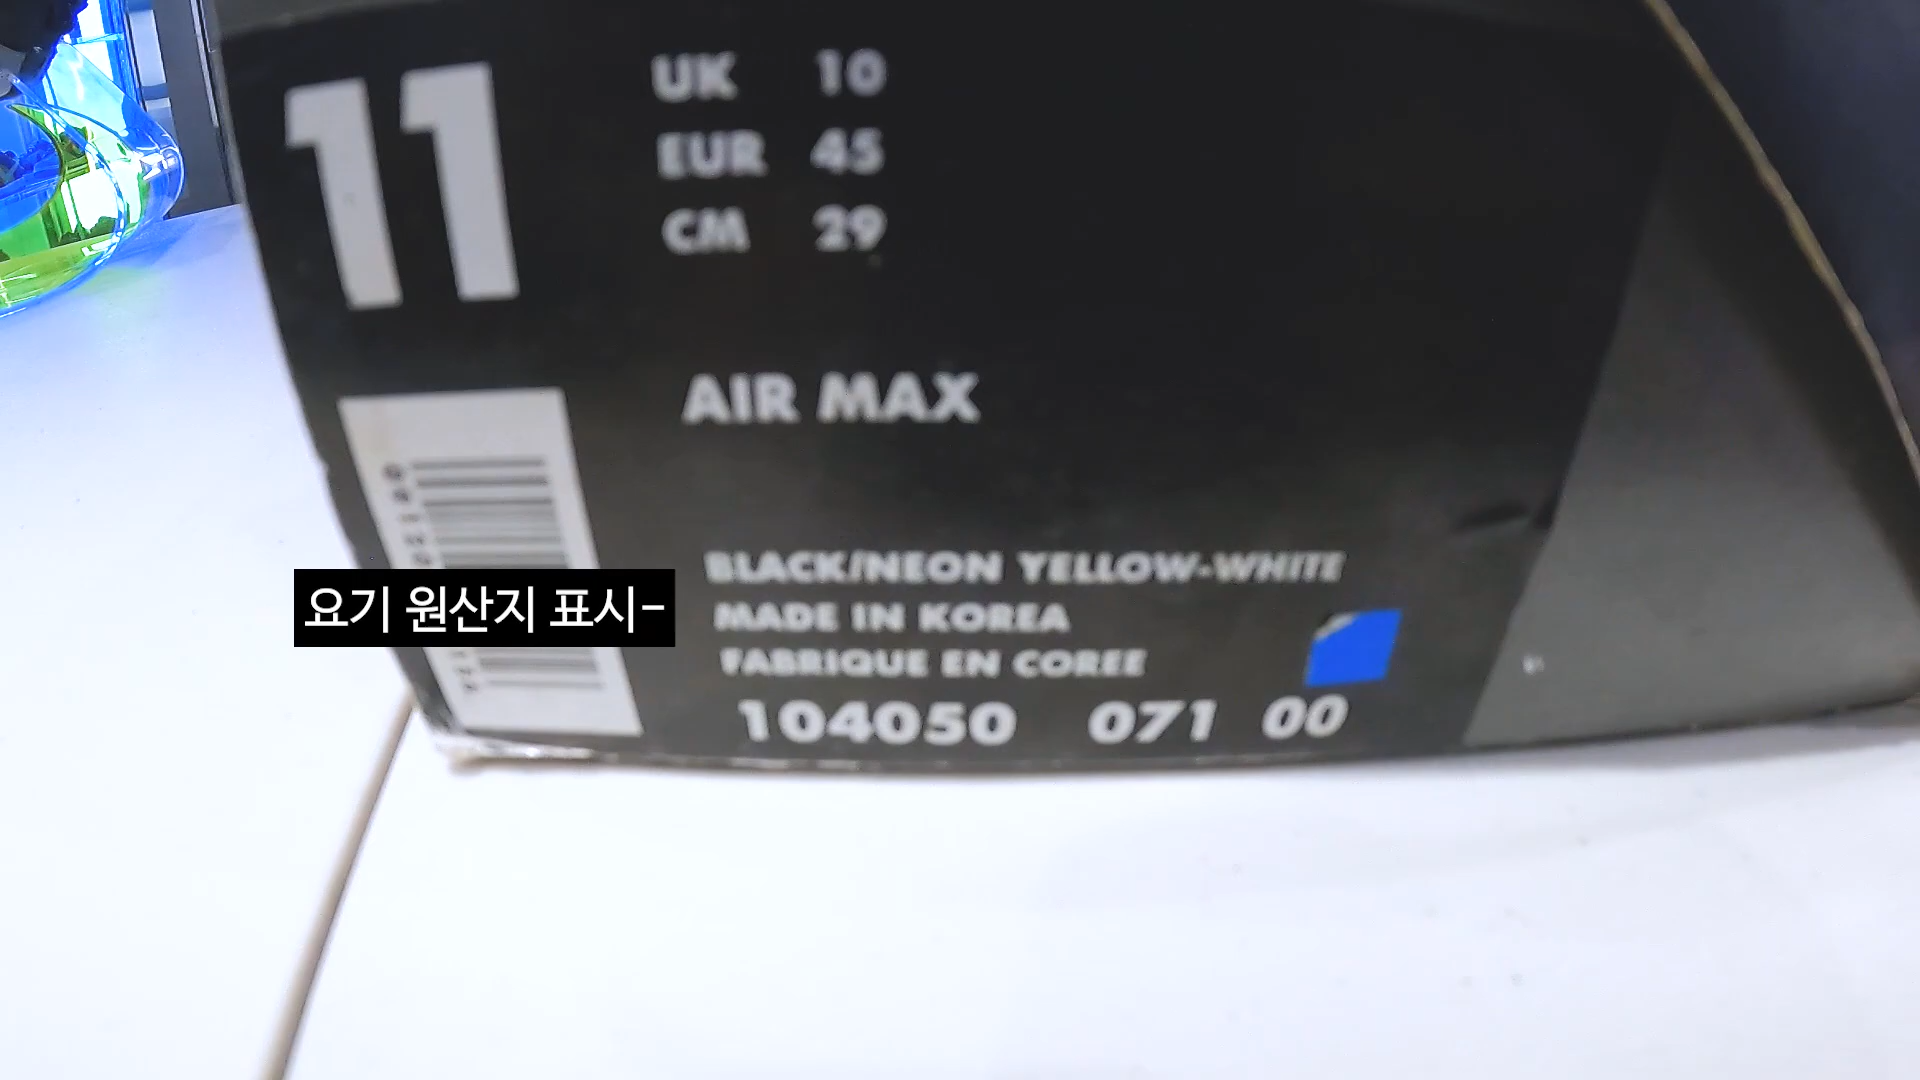 11
UK 10
EUR 45
CM 29
AIR MAX
BLACK/NEON YELLOW-WHITE
MADE IN KOREA
FABRIQUE EN COREE
104050 071 00
요기 원산지 표시-